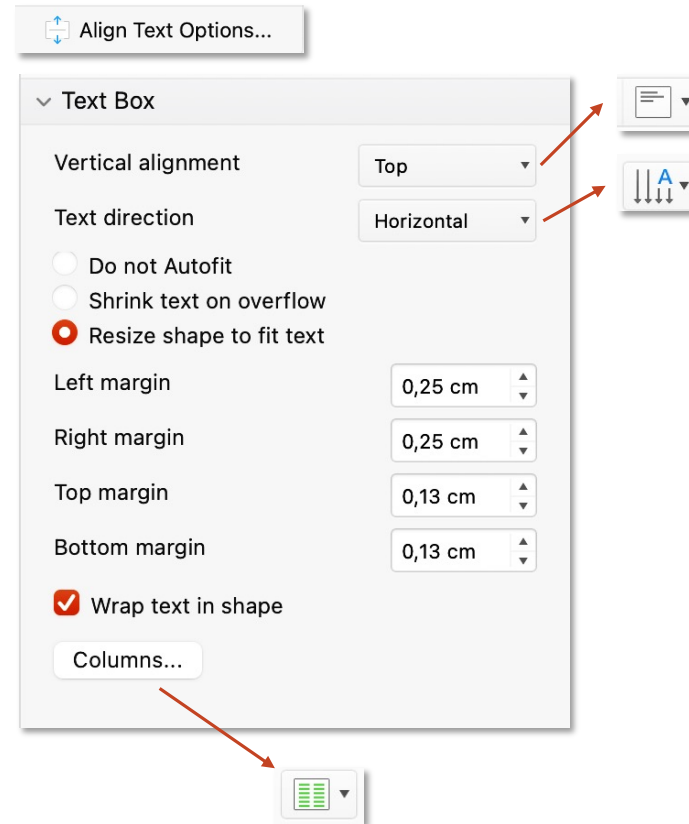 Align Text Options...
Text Box
Vertical alignment Top
Text direction Horizontal
Do not Autofit
Shrink text on overflow
Resize shape to fit text
Left margin 0,25 cm
Right margin 0,25 cm
Top margin 0,13 cm
Bottom margin 0,13 cm
Wrap text in shape
Columns...
A